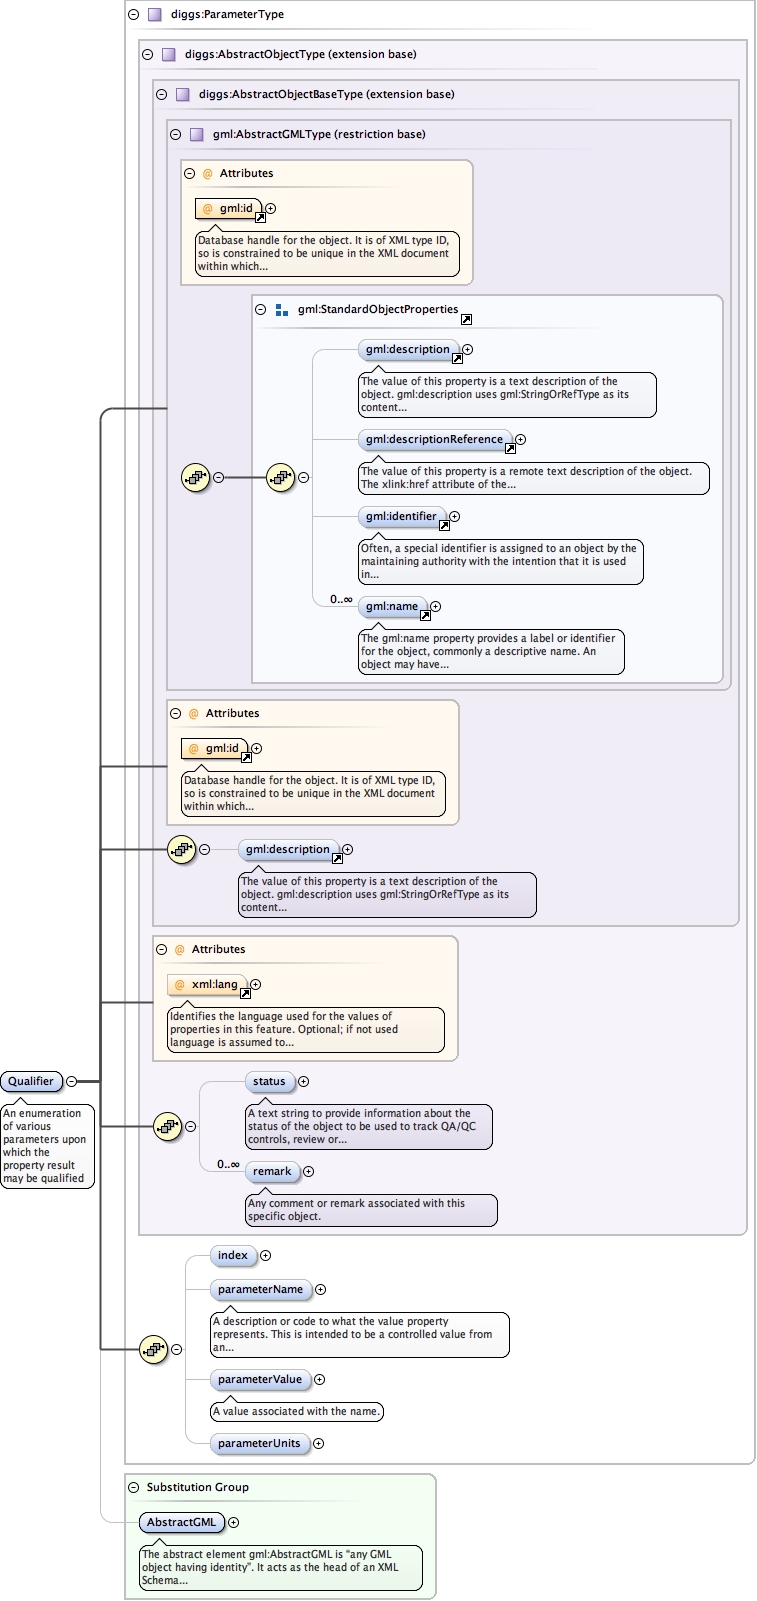 diggs:ParameterType
diggs:AbstractObjectType (extension base)
diggs:AbstractObjectBaseType (extension base)
gml:AbstractGMLType (restriction base)
@ Attributes
@ gml:id
Database handle for the object. It is of XML type ID,
so is constrained to be unique in the XML document
within which...
gml:StandardObjectProperties
gml:description
The value of this property is a text description of the
object. gml:description uses gml:StringOrRefType as its
content...
gml:descriptionReference
The value of this property is a remote text description of the object.
The xlink:href attribute of the...
gml:identifier
Often, a special identifier is assigned to an object by the
maintaining authority with the intention that it is used
in...
0..∞
gml:name
The gml:name property provides a label or identifier
for the object, commonly a descriptive name. An
object may have...
@ Attributes
@ gml:id
Database handle for the object. It is of XML type ID,
so is constrained to be unique in the XML document
within which...
gml:description
The value of this property is a text description of the
object. gml:description uses gml:StringOrRefType as its
content...
@ Attributes
@ xml:lang
Identifies the language used for the values of
properties in this feature. Optional; if not used
language is assumed to...
Qualifier
An enumeration
of various
parameters upon
which the
property result
may be qualified
status
A text string to provide information about the
status of the object to be used to track QA/QC
controls, review or...
0..∞
remark
Any comment or remark associated with this
specific object.
index
parameterName
A description or code to what the value property
represents. This is intended to be a controlled value from
an...
parameterValue
A value associated with the name.
parameterUnits
Substitution Group
AbstractGML
The abstract element gml:AbstractGML is "any GML
object having identity". It acts as the head of an XML
Schema...